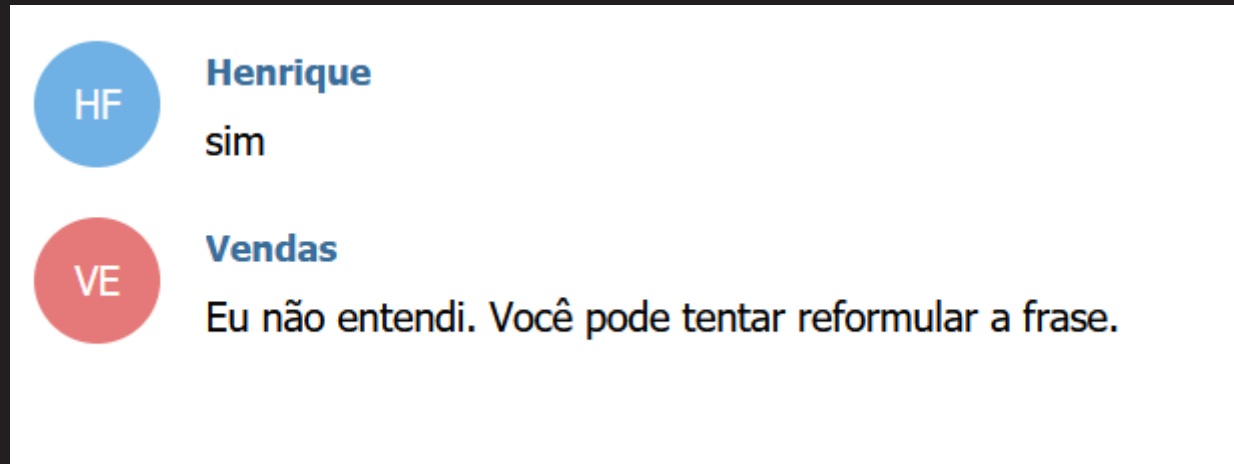 HF
Henrique
sim
VE
Vendas
Eu não entendi. Você pode tentar reformular a frase.